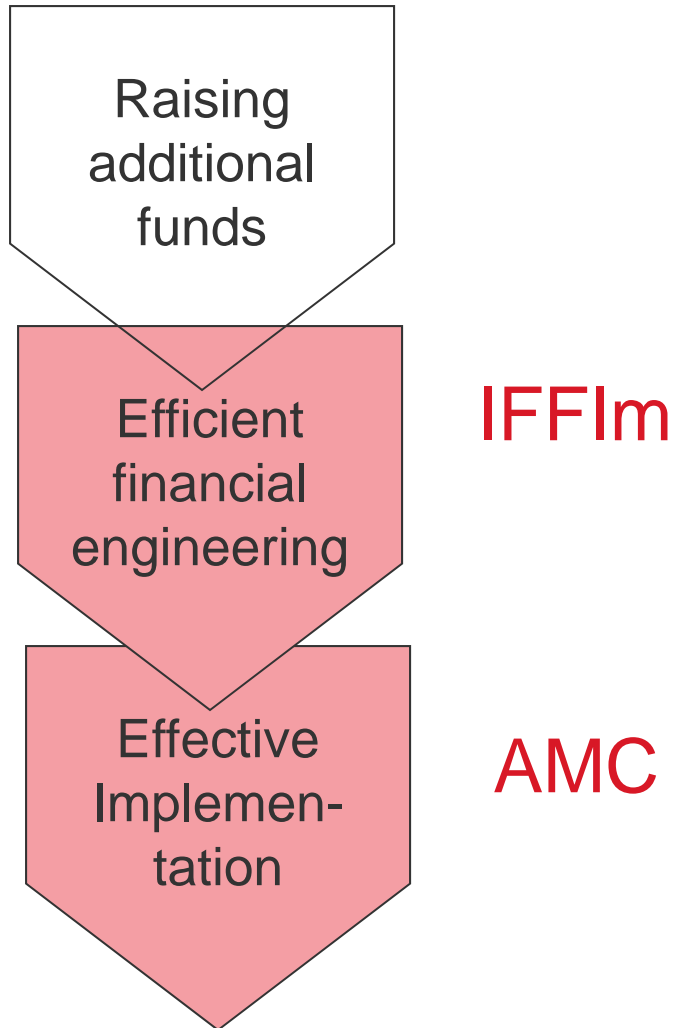 Raising
additional
funds
Efficient
financial
engineering
IFFIm
Effective
Implemen-
tation
AMC